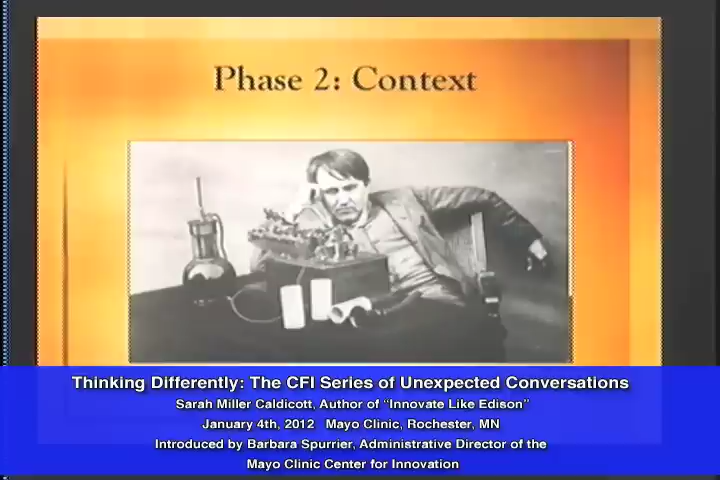 Phase 2: Context
Thinking Differently: The CFI Series of Unexpected Conversations
Sarah Miller Caldicott, Author of “Innovate Like Edison”
January 4th, 2012 Mayo Clinic, Rochester, MN
Introduced by Barbara Spurrier, Administrative Director of the
Mayo Clinic Center for Innovation